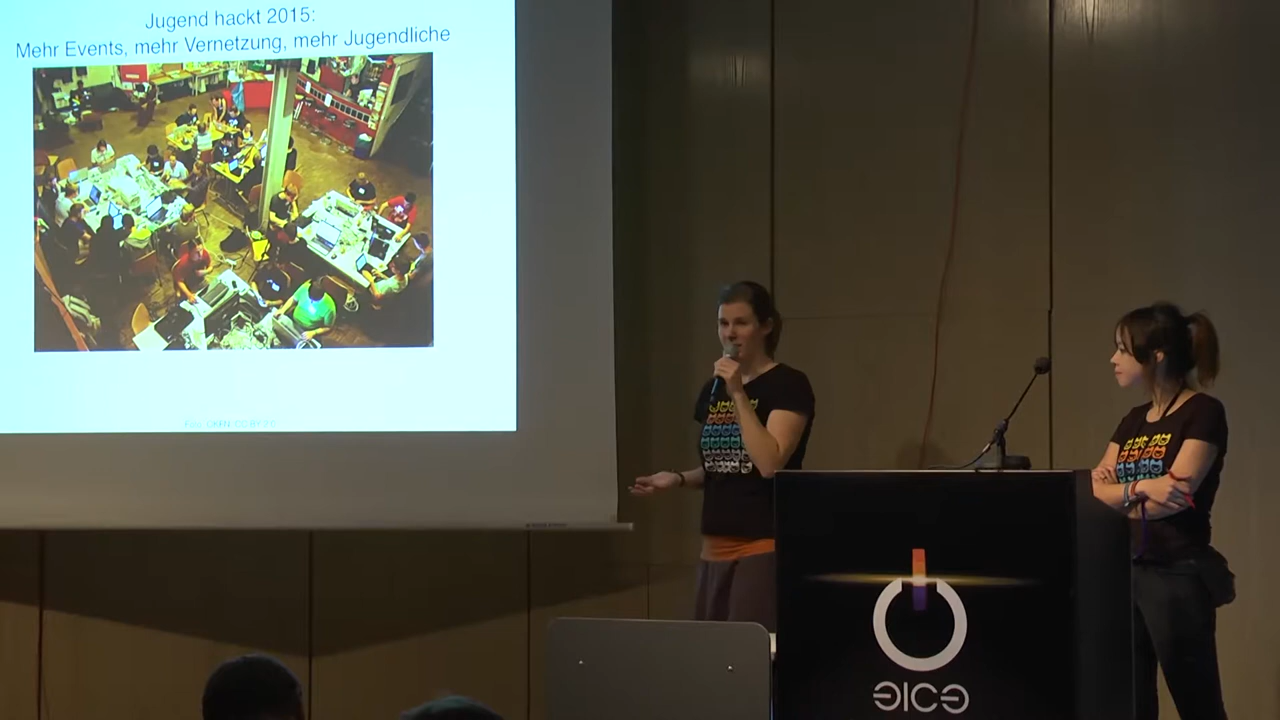 Jugend hackt 2015:
Mehr Events, mehr Vernetzung, mehr Jugendliche